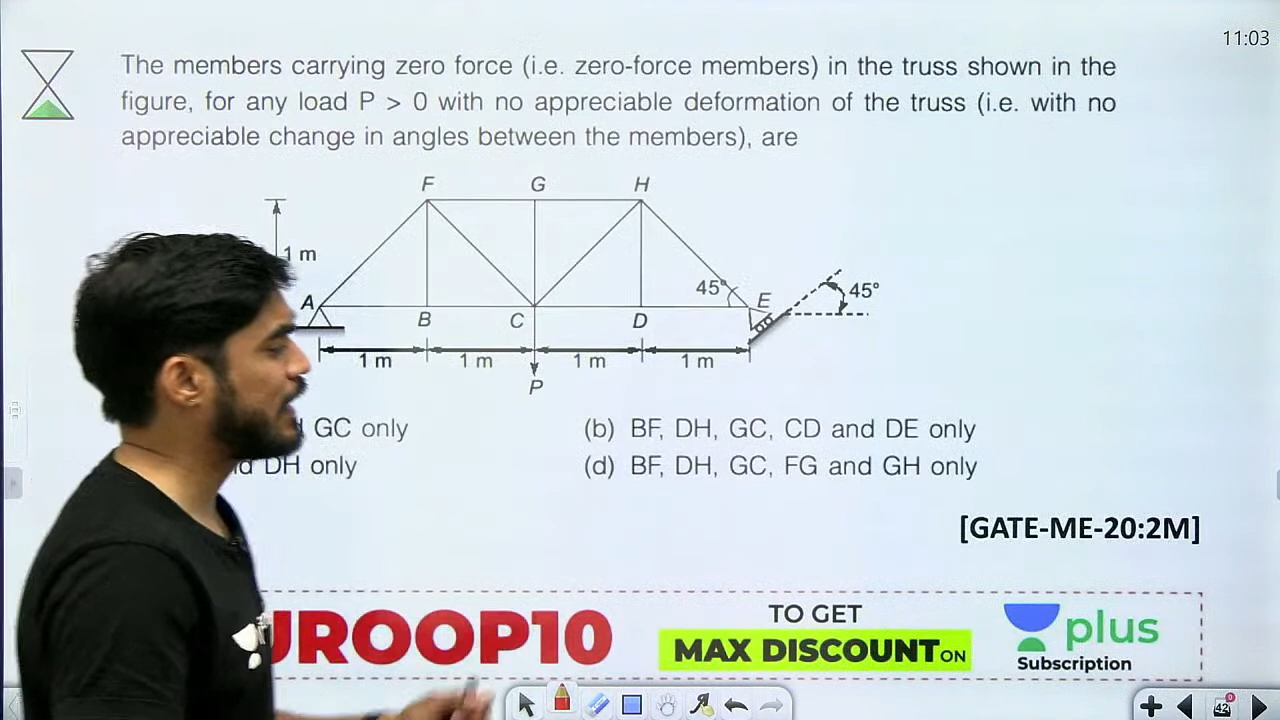 11:03
The members carrying zero force (i.e. zero-force members) in the truss shown in the
figure, for any load P > 0 with no appreciable deformation of the truss (i.e. with no
appreciable change in angles between the members), are
F G H
1 m
45° E 45°
A
B C D
1 m 1 m 1 m 1 m
P
GC only (b) BF, DH, GC, CD and DE only
DH only (d) BF, DH, GC, FG and GH only
[GATE-ME-20:2M]
ROOP10
TO GET
MAX DISCOUNT ON
plus
Subscription
42
0